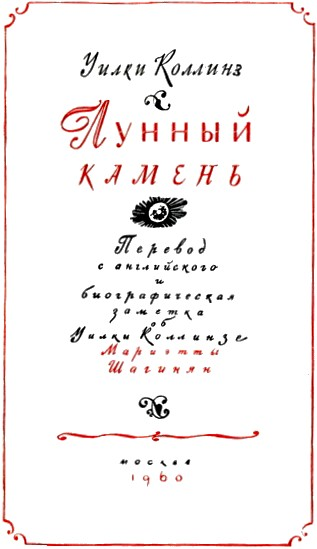 Уилки Коллинз
Лунный
КАМЕНЬ
Перевод
с английского
и
биографическая
заметка
об
Уилки Коллинзе
Мариэтты
Шагинян
москва
1960